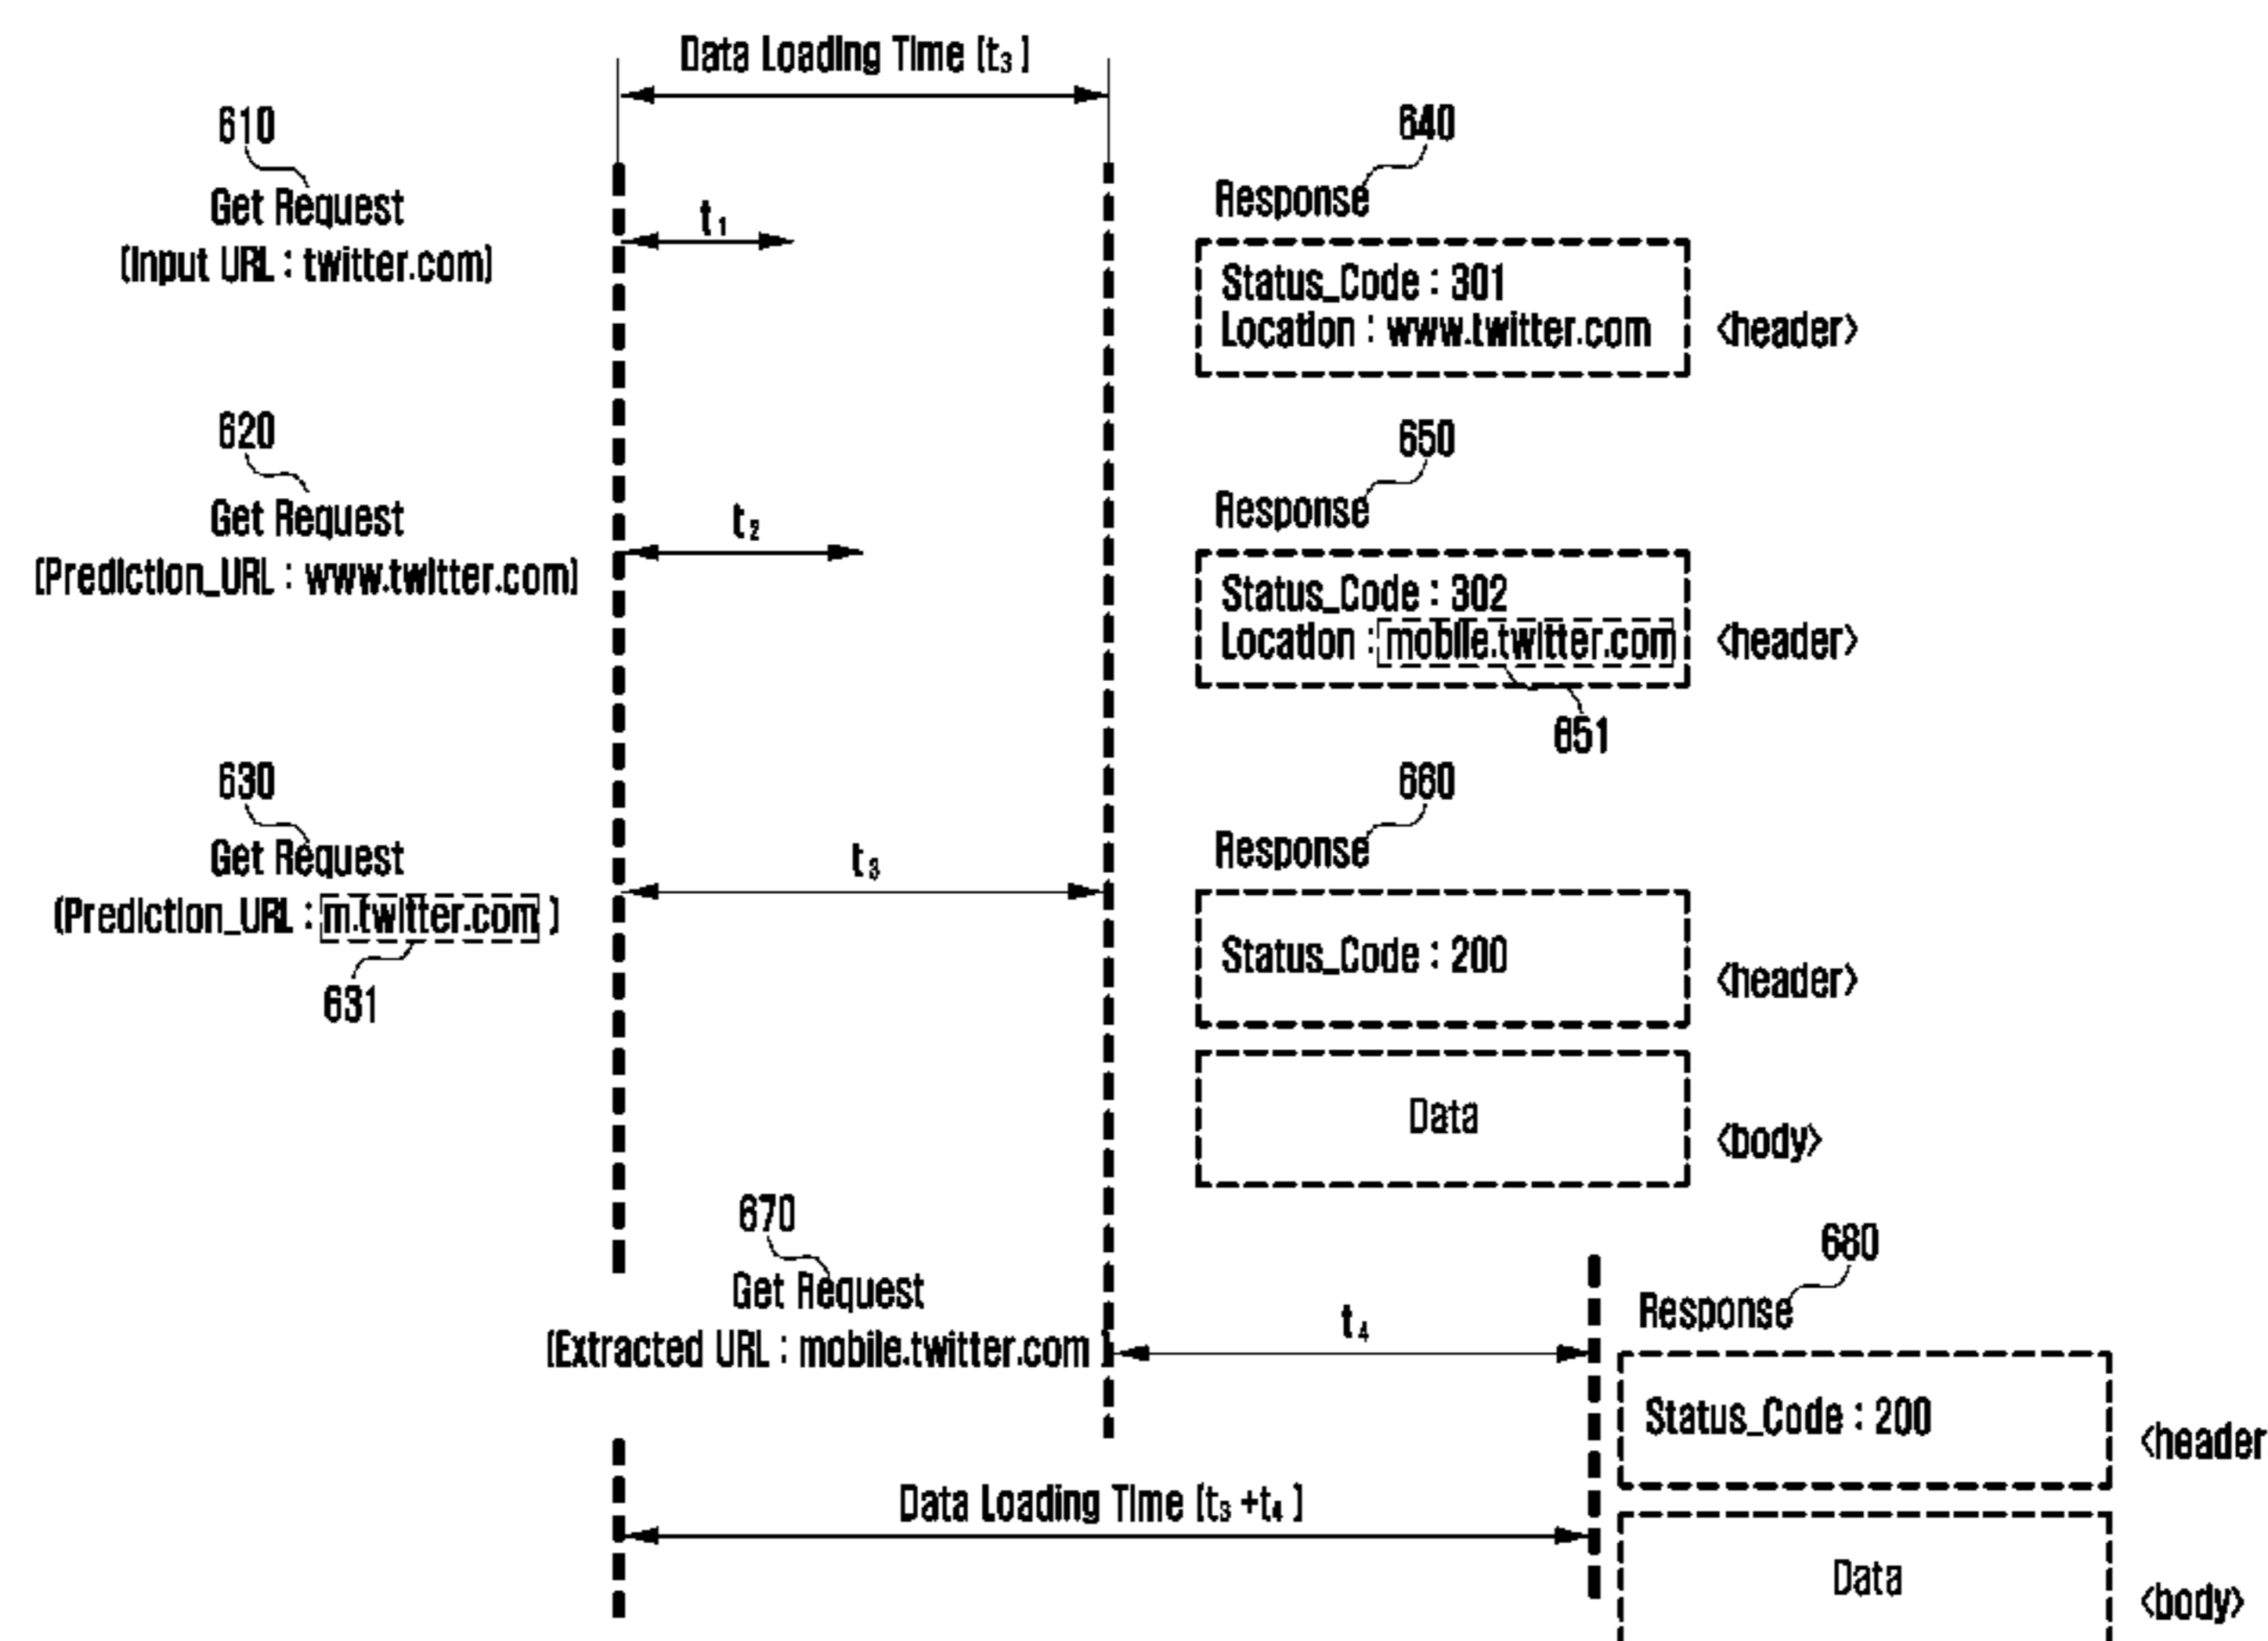 Data Loading Time (t₃)
610
Get Request
(Input URL : twitter.com)
t₁
640
Response
Status_Code : 301
Location : www.twitter.com
<header>
620
Get Request
(Prediction_URL : www.twitter.com)
t₂
650
Response
Status_Code : 302
Location : mobile.twitter.com
<header>
651
630
Get Request
(Prediction_URL : m.twitter.com )
631
t₃
660
Response
Status_Code : 200
<header>
Data
<body>
670
Get Request
(Extracted URL : mobile.twitter.com )
t₄
680
Response
Status_Code : 200
<header
Data Loading Time (t₃ +t₄ )
Data
<body>